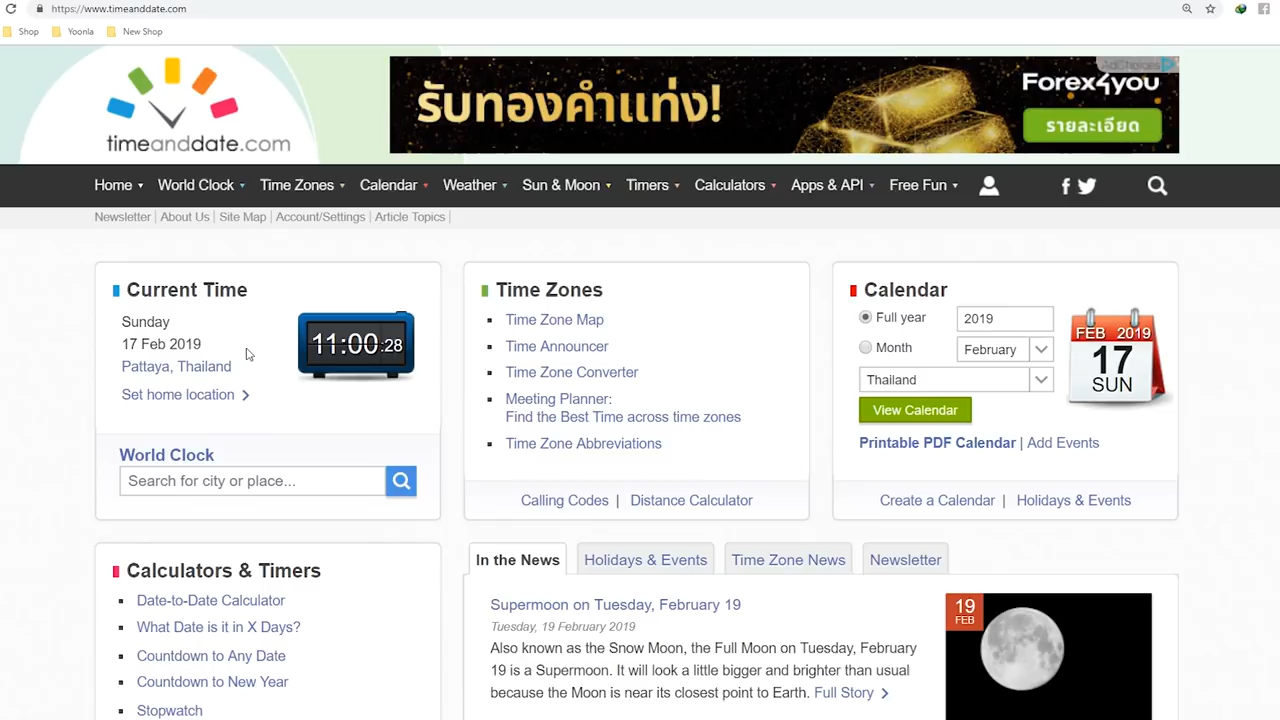 https://www.timeanddate.com
Shop
Yoonla
New Shop
timeanddate.com
รับทองคำแท่ง!
AdChoices
Forex4you
รายละเอียด
Home
World Clock
Time Zones
Calendar
Weather
Sun & Moon
Timers
Calculators
Apps & API
Free Fun
Newsletter | About Us | Site Map | Account/Settings | Article Topics |
Current Time
Sunday
17 Feb 2019
Pattaya, Thailand
Set home location
11:00:28
World Clock
Search for city or place...
Time Zones
Time Zone Map
Time Announcer
Time Zone Converter
Meeting Planner:
Find the Best Time across time zones
Time Zone Abbreviations
Calling Codes | Distance Calculator
Calendar
Full year
2019
Month
February
Thailand
View Calendar
FEB 2019
17
SUN
Printable PDF Calendar | Add Events
Create a Calendar | Holidays & Events
Calculators & Timers
Date-to-Date Calculator
What Date is it in X Days?
Countdown to Any Date
Countdown to New Year
Stopwatch
In the News
Holidays & Events
Time Zone News
Newsletter
Supermoon on Tuesday, February 19
Tuesday, 19 February 2019
Also known as the Snow Moon, the Full Moon on Tuesday, February
19 is a Supermoon. It will look a little bigger and brighter than usual
because the Moon is near its closest point to Earth. Full Story
19
FEB